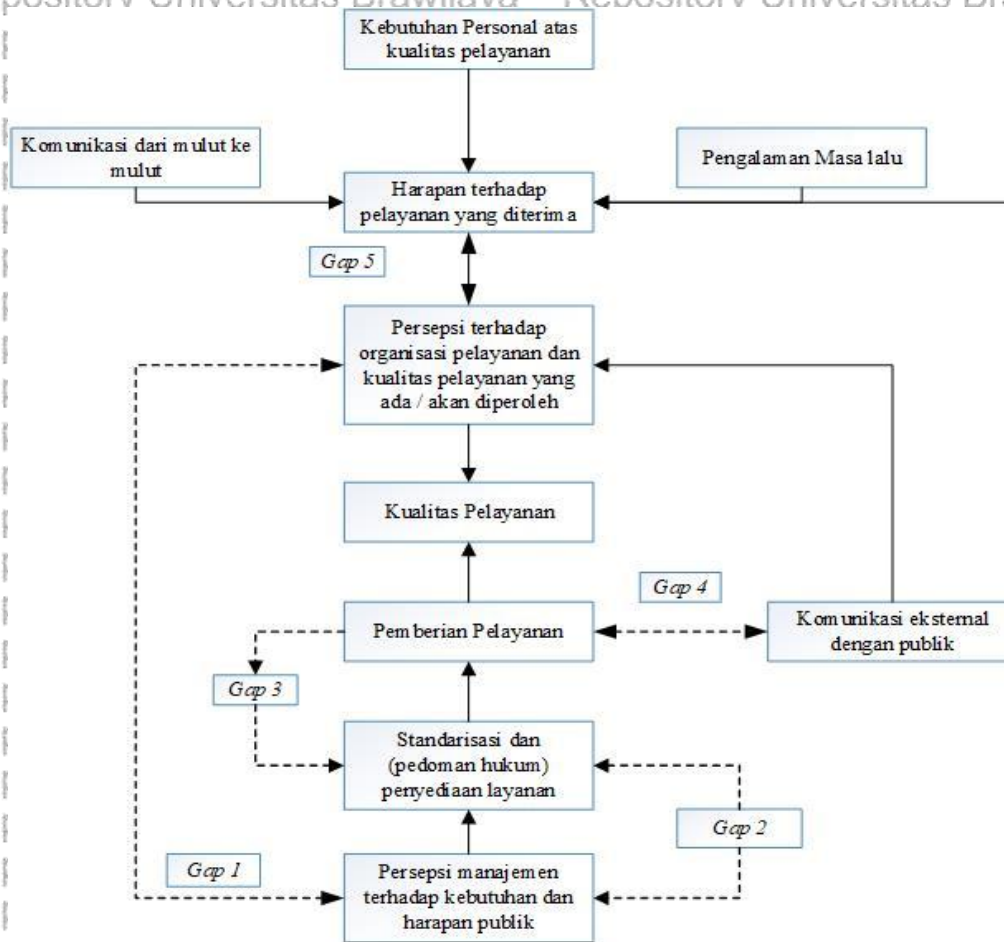 pository Universitas Brawijaya
Repository Universitas Br
Kebutuhan Personal atas
kualitas pelayanan
Komunikasi dari mulut ke
mulut
Pengalaman Masa lalu
Harapan terhadap
pelayanan yang diterima
Gap 5
Persepsi terhadap
organisasi pelayanan dan
kualitas pelayanan yang
ada / akan diperoleh
Kualitas Pelayanan
Gap 4
Pemberian Pelayanan
Komunikasi eksternal
dengan publik
Gap 3
Standarisasi dan
(pedoman hukum)
penyediaan layanan
Gap 2
Gap 1
Persepsi manajemen
terhadap kebutuhan dan
harapan publik